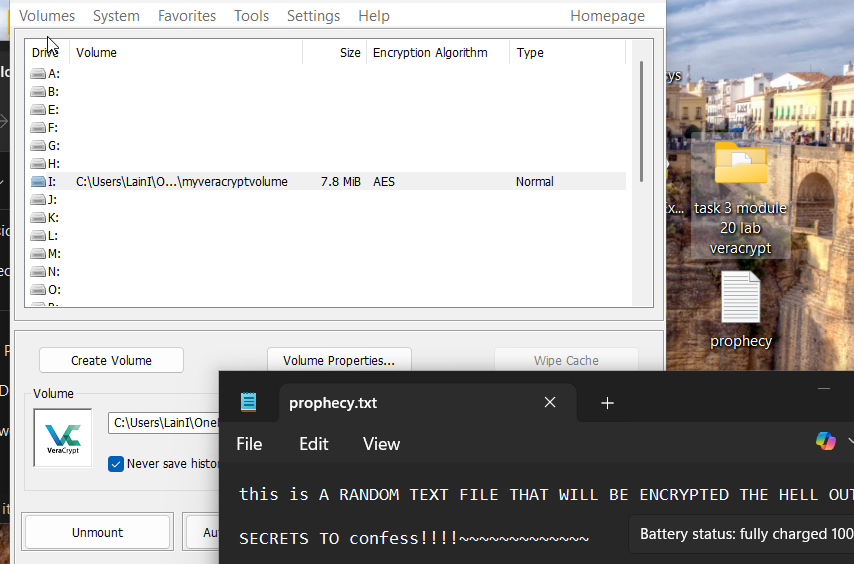 Volumes System Favorites Tools Settings Help Homepage
Drive Volume Size Encryption Algorithm Type
A:
B:
E:
F:
G:
H:
I: C:\Users\LainI\O...\myveracryptvolume 7.8 MiB AES Normal
J:
K:
L:
M:
N:
O:
Create Volume Volume Properties... Wipe Cache
Volume
VeraCrypt
C:\Users\LainI\One
Never save histo
Unmount Au
task 3 module
20 lab
veracrypt
prophecy
prophecy.txt
File Edit View
this is A RANDOM TEXT FILE THAT WILL BE ENCRYPTED THE HELL OUT
SECRETS TO confess!!!!~~~~~~~~~~~~~
Battery status: fully charged 100